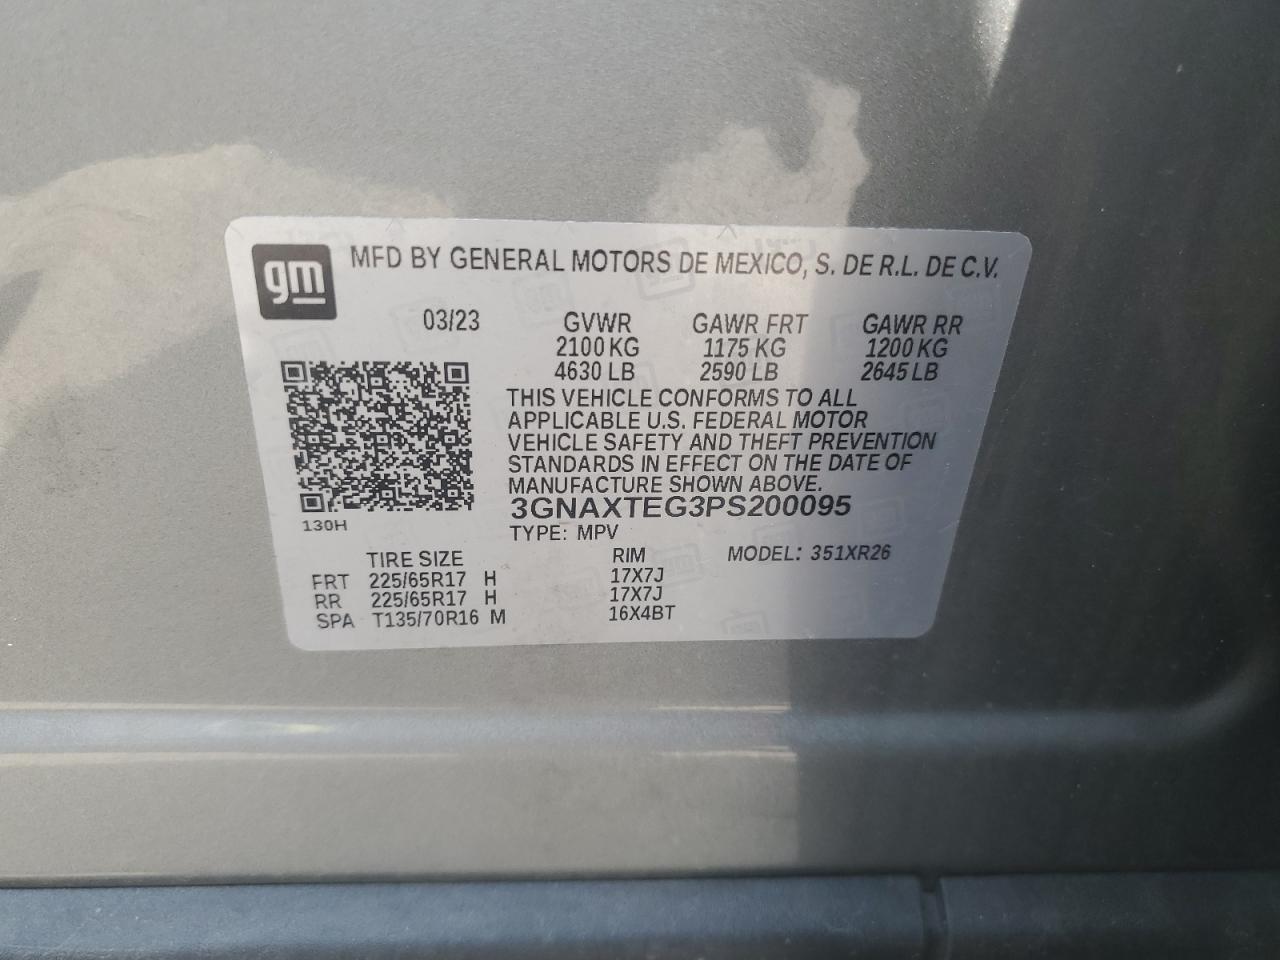 gm MFD BY GENERAL MOTORS DE MEXICO, S. DE R.L. DE C.V.
03/23 GVWR GAWR FRT GAWR RR
2100 KG 1175 KG 1200 KG
4630 LB 2590 LB 2645 LB
THIS VEHICLE CONFORMS TO ALL
APPLICABLE U.S. FEDERAL MOTOR
VEHICLE SAFETY AND THEFT PREVENTION
STANDARDS IN EFFECT ON THE DATE OF
MANUFACTURE SHOWN ABOVE.
3GNAXTEG3PS200095
130H
TYPE: MPV
TIRE SIZE RIM MODEL: 351XR26
FRT 225/65R17 H 17X7J
RR 225/65R17 H 17X7J
SPA T135/70R16 M 16X4BT